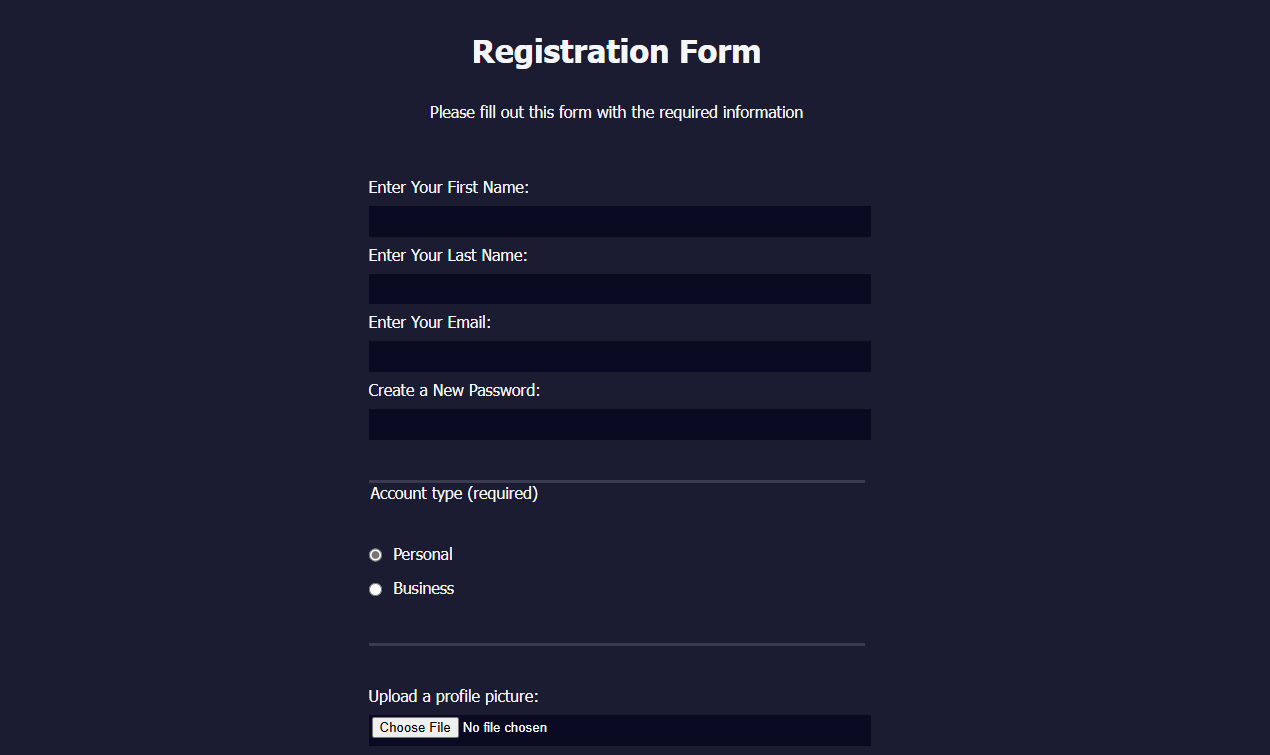 Registration Form
Please fill out this form with the required information
Enter Your First Name:
Enter Your Last Name:
Enter Your Email:
Create a New Password:
Account type (required)
Personal
Business
Upload a profile picture:
Choose File No file chosen